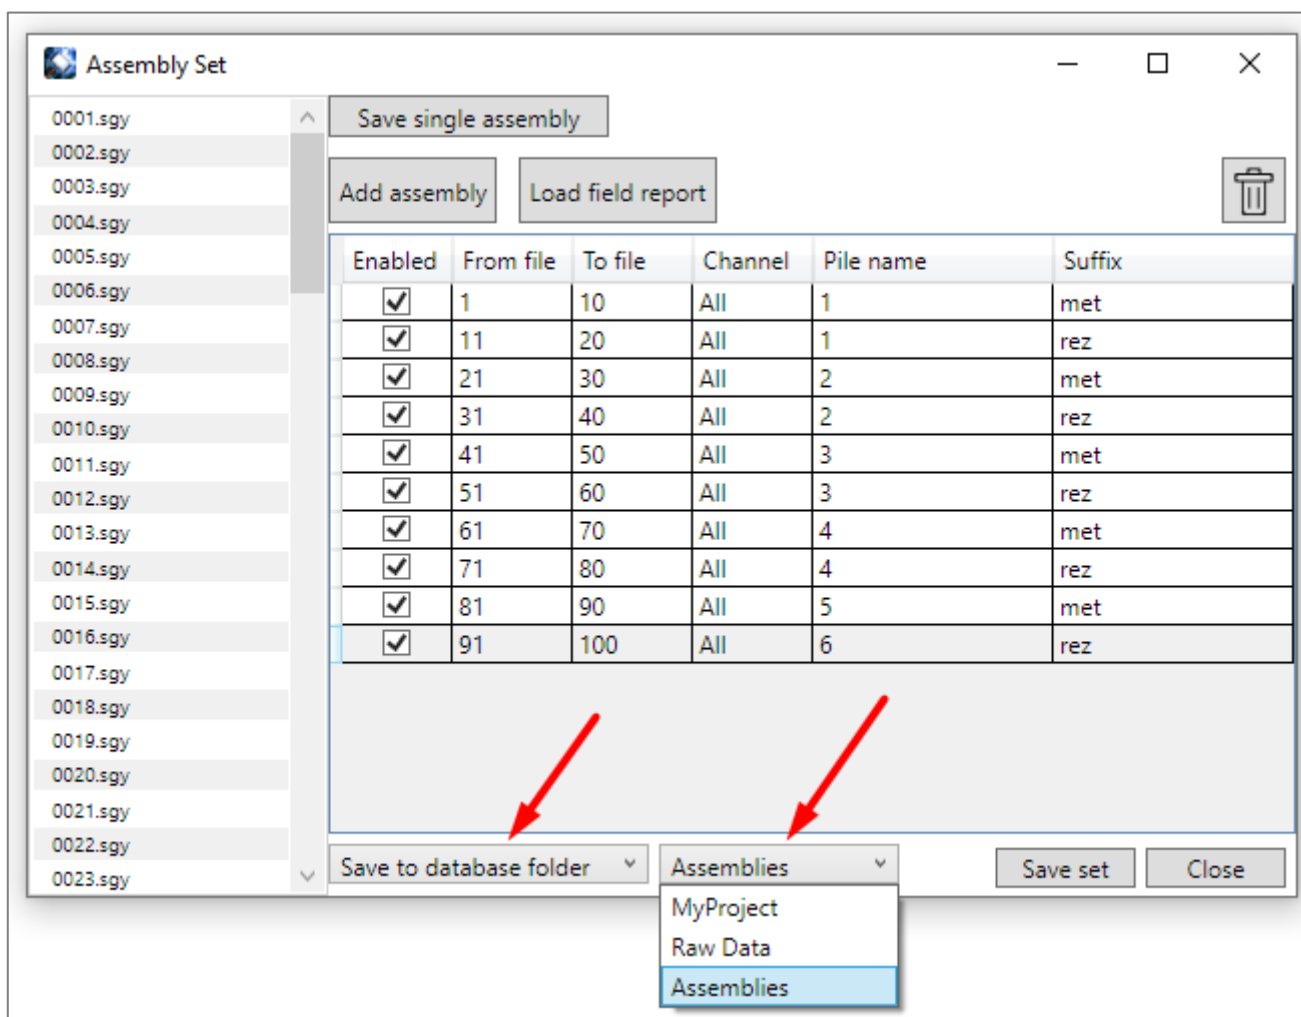 Assembly Set
0001.sgy
0002.sgy
0003.sgy
0004.sgy
0005.sgy
0006.sgy
0007.sgy
0008.sgy
0009.sgy
0010.sgy
0011.sgy
0012.sgy
0013.sgy
0014.sgy
0015.sgy
0016.sgy
0017.sgy
0018.sgy
0019.sgy
0020.sgy
0021.sgy
0022.sgy
0023.sgy
Save single assembly
Add assembly Load field report
Enabled From file To file Channel Pile name Suffix
1 10 All 1 met
11 20 All 1 rez
21 30 All 2 met
31 40 All 2 rez
41 50 All 3 met
51 60 All 3 rez
61 70 All 4 met
71 80 All 4 rez
81 90 All 5 met
91 100 All 6 rez
Save to database folder Assemblies Save set Close
MyProject
Raw Data
Assemblies